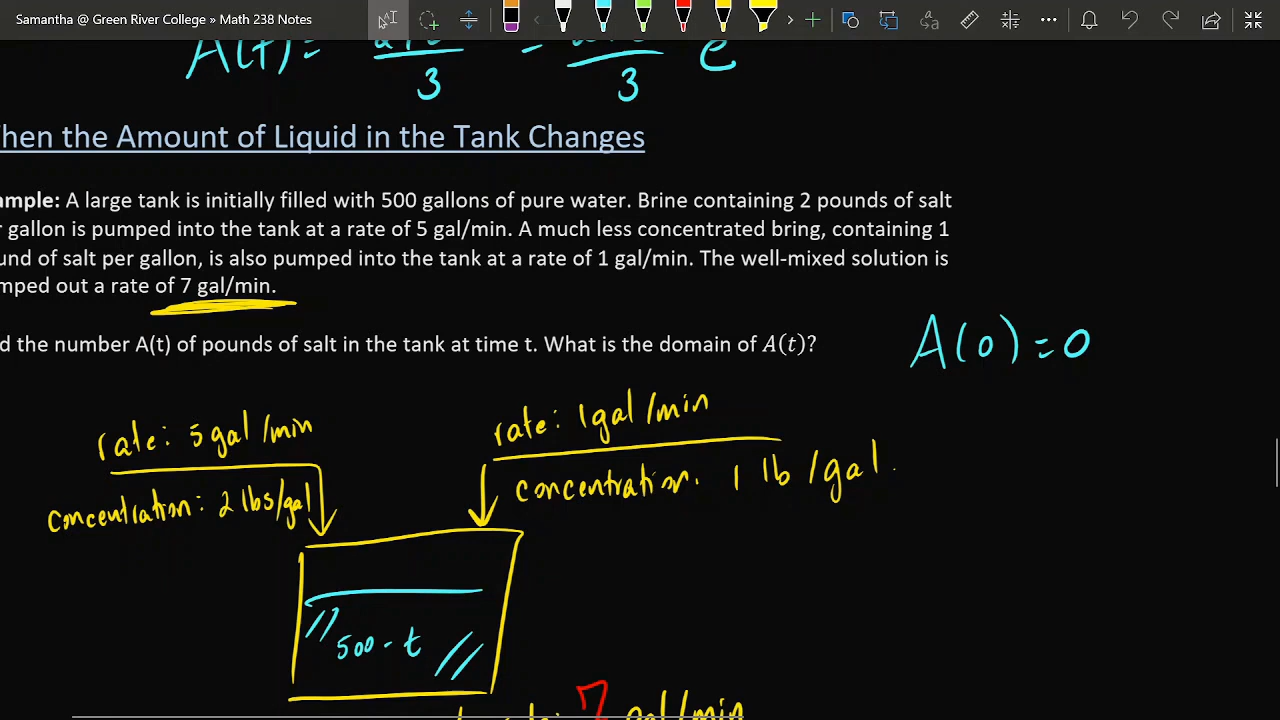 Samantha @ Green River College » Math 238 Notes
A(t) =
3 3 e
hen the Amount of Liquid in the Tank Changes
ample: A large tank is initially filled with 500 gallons of pure water. Brine containing 2 pounds of salt
r gallon is pumped into the tank at a rate of 5 gal/min. A much less concentrated bring, containing 1
und of salt per gallon, is also pumped into the tank at a rate of 1 gal/min. The well-mixed solution is
mped out a rate of 7 gal/min.
d the number A(t) of pounds of salt in the tank at time t. What is the domain of A(t)?
A(0) = 0
rate: 5 gal/min
rate: 1 gal/min
concentration: 2 lbs/gal
concentration. 1 lb/gal.
500 - t
7 gal/min